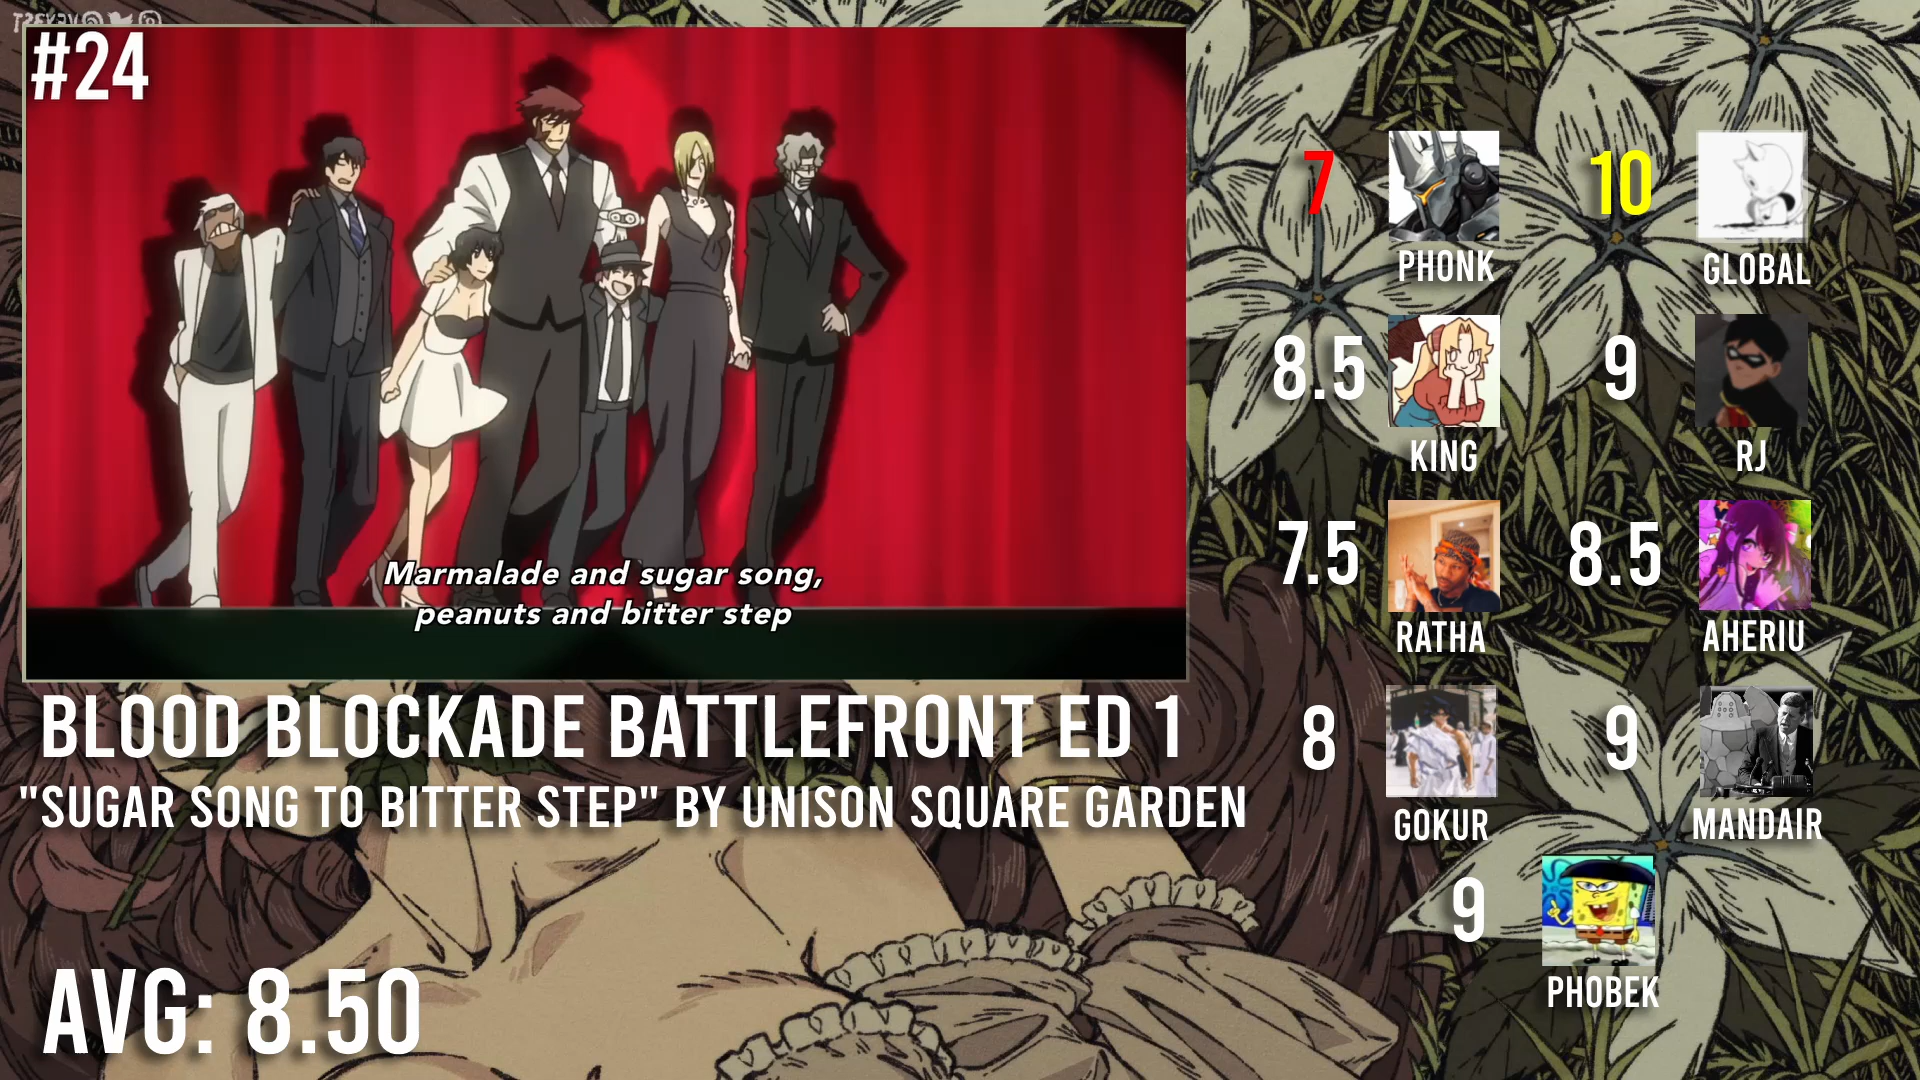 #24
Marmalade and sugar song,
peanuts and bitter step
BLOOD BLOCKADE BATTLEFRONT ED 1
"SUGAR SONG TO BITTER STEP" BY UNISON SQUARE GARDEN
AVG: 8.50
7
PHONK
10
GLOBAL
8.5
KING
9
RJ
7.5
RATHA
8.5
AHERIU
8
GOKUR
9
MANDAIR
9
PHOBEK